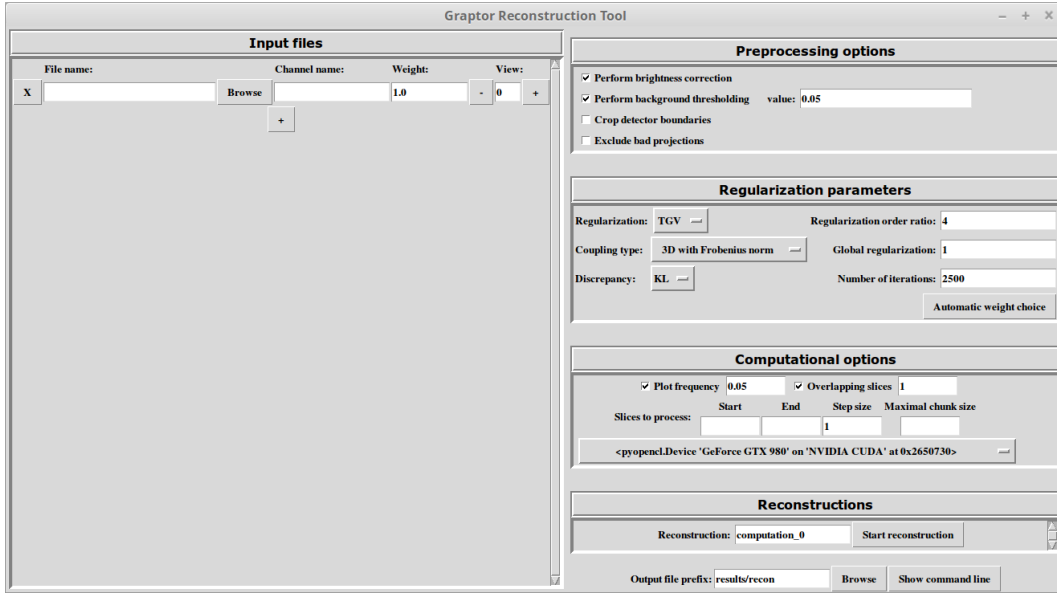 Graptor Reconstruction Tool
Input files
File name: Channel name: Weight: View:
X Browse 1.0 - 0 +
+
Preprocessing options
Perform brightness correction
Perform background thresholding value: 0.05
Crop detector boundaries
Exclude bad projections
Regularization parameters
Regularization: TGV Regularization order ratio: 4
Coupling type: 3D with Frobenius norm Global regularization: 1
Discrepancy: KL Number of iterations: 2500
Automatic weight choice
Computational options
Plot frequency 0.05 Overlapping slices 1
Start End Step size Maximal chunk size
Slices to process: 1
<pyopencl.Device 'GeForce GTX 980' on 'NVIDIA CUDA' at 0x2650730>
Reconstructions
Reconstruction: computation_0 Start reconstruction
Output file prefix: results/recon Browse Show command line